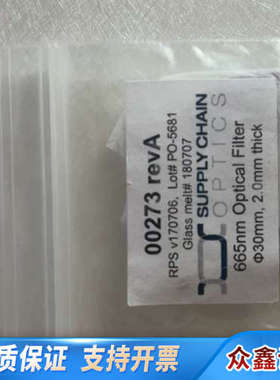 00273 revA
RPS v170706, Lot# PO-5681
Glass melt# 180707
SUPPLY CHAIN
OPTICS
665nm Optical Filter
Φ30mm, 2.0mm thick
质保证 支持开票
众鑫